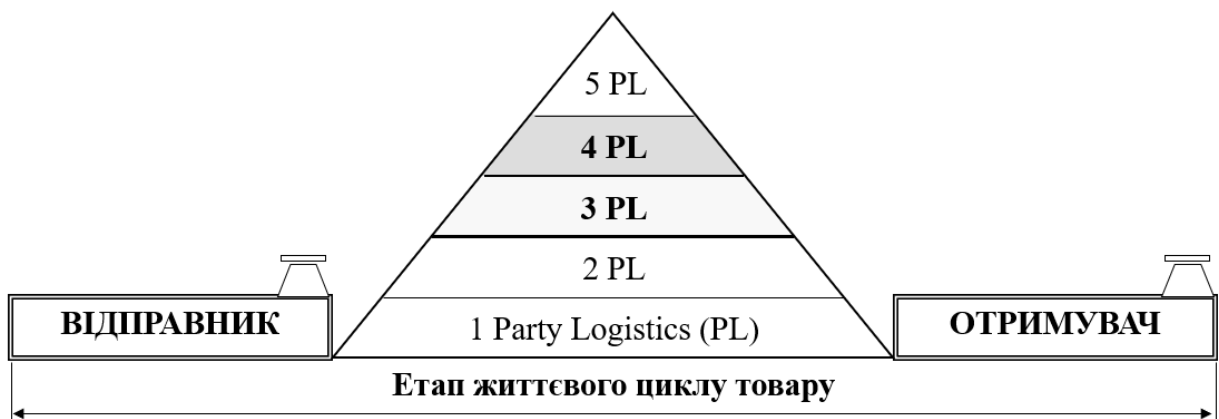 5 PL
4 PL
3 PL
2 PL
ВІДПРАВНИК
1 Party Logistics (PL)
ОТРИМУВАЧ
Етап життєвого циклу товару